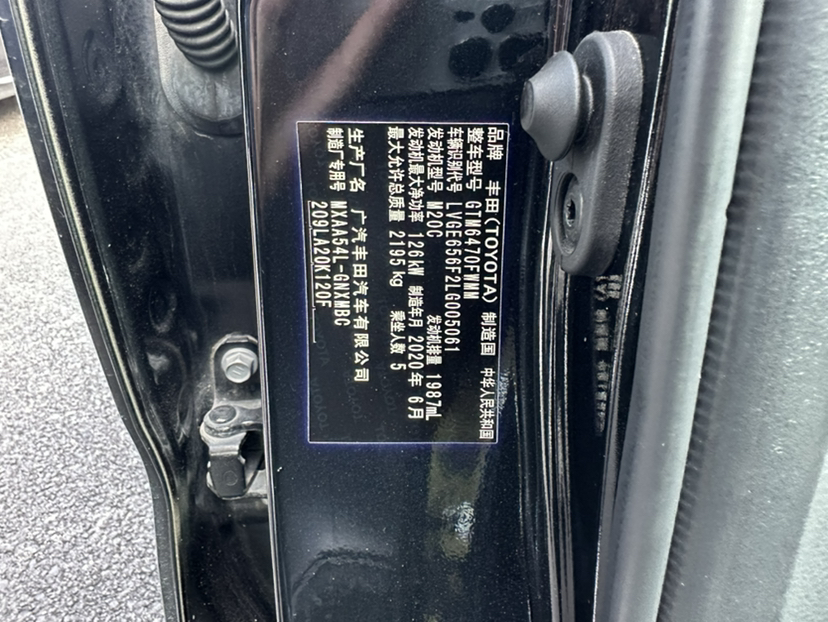 品牌 丰田(TOYOTA) 制造国 中华人民共和国
整车型号 GTM6470FWMM
车辆识别代号 LVGE656F2LG005061
发动机型号 M20C 发动机排量 1987mL
发动机最大净功率 126kW 制造年月 2020年 6月
最大允许总质量 2195kg 乘坐人数 5
生产厂名 广汽丰田汽车有限公司
制造厂专用号 MXAA54L-GNXMBC
209LA20K120F